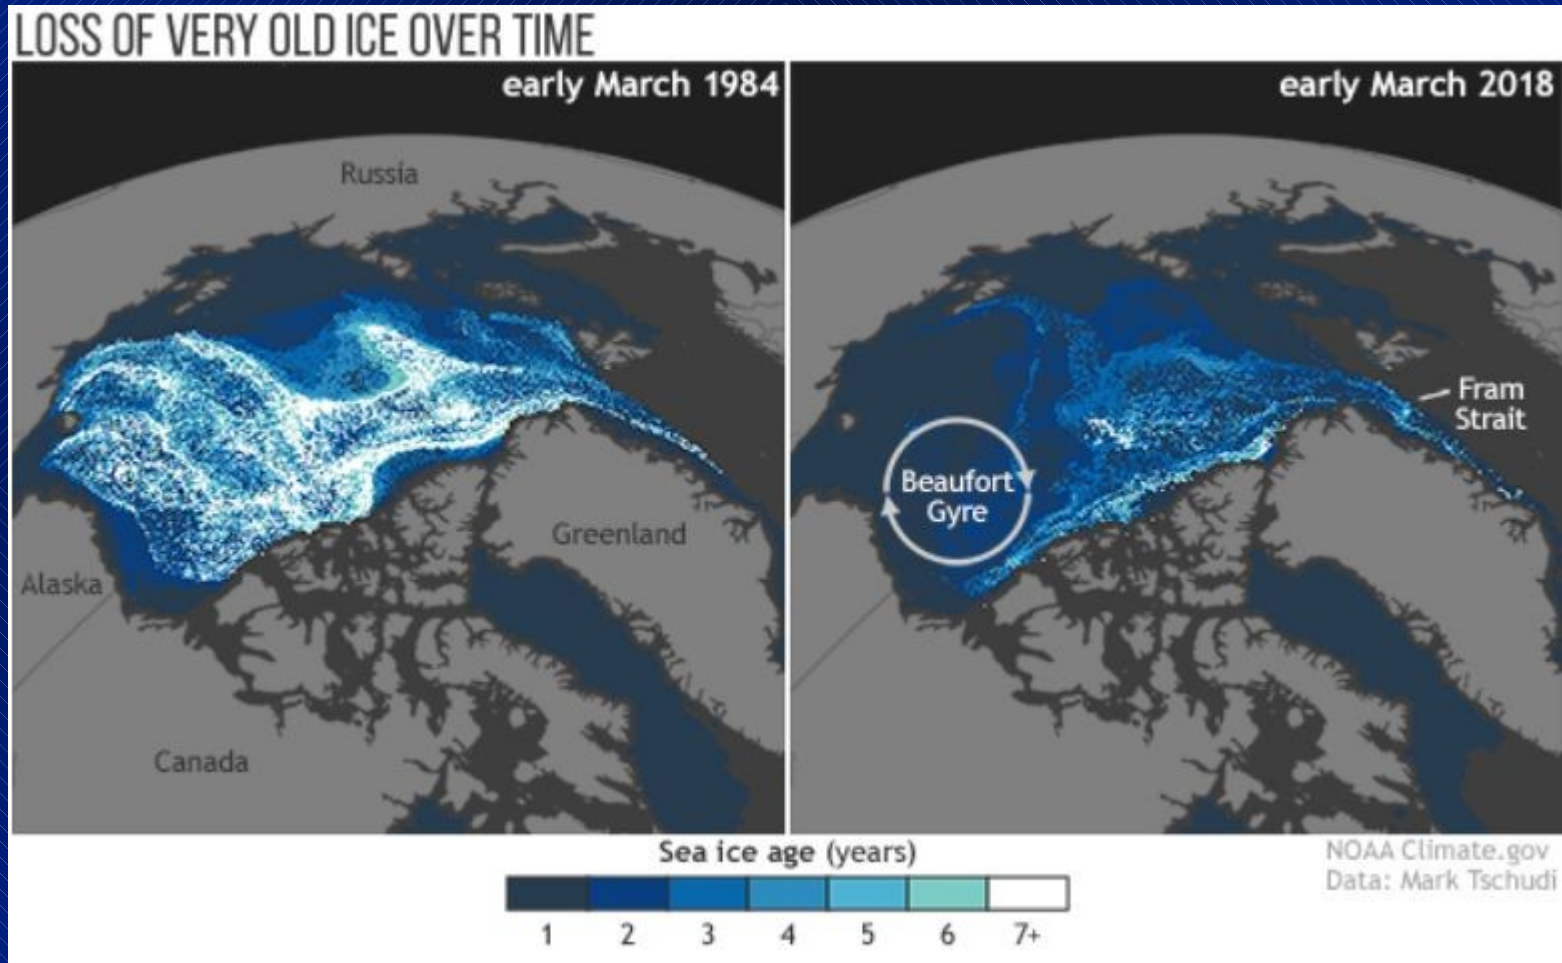 LOSS OF VERY OLD ICE OVER TIME
early March 1984
early March 2018
Russia
Greenland
Alaska
Canada
Fram
Strait
Beaufort
Gyre
Sea ice age (years)
1 2 3 4 5 6 7+
NOAA Climate.gov
Data: Mark Tschudi